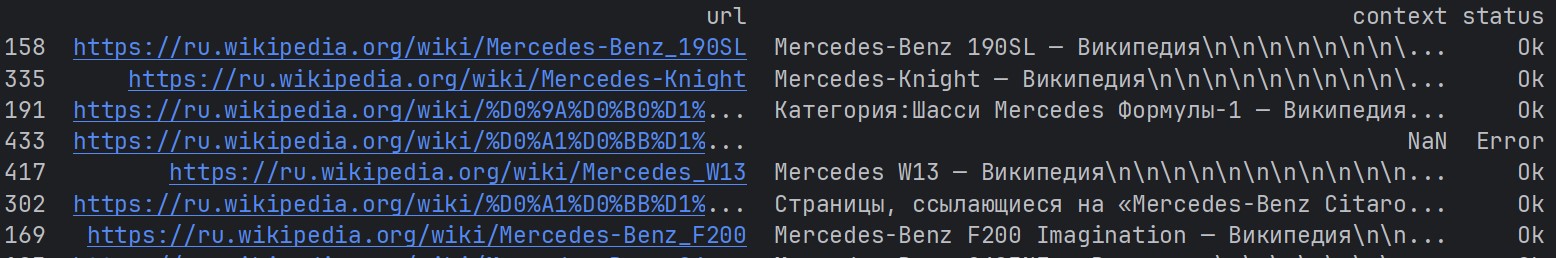 url context status
158 https://ru.wikipedia.org/wiki/Mercedes-Benz_190SL Mercedes-Benz 190SL — Википедия\n\n\n\n\n\n\n\... Ok
335 https://ru.wikipedia.org/wiki/Mercedes-Knight Mercedes-Knight — Википедия\n\n\n\n\n\n\n\n\... Ok
191 https://ru.wikipedia.org/wiki/%D0%9A%D0%B0%D1%... Категория:Шасси Mercedes Формулы-1 — Википедия... Ok
433 https://ru.wikipedia.org/wiki/%D0%A1%D0%BB%D1%... NaN Error
417 https://ru.wikipedia.org/wiki/Mercedes_W13 Mercedes W13 — Википедия\n\n\n\n\n\n\n\n\n\n\n... Ok
302 https://ru.wikipedia.org/wiki/%D0%A1%D0%BB%D1%... Страницы, ссылающиеся на «Mercedes-Benz Citaro... Ok
169 https://ru.wikipedia.org/wiki/Mercedes-Benz_F200 Mercedes-Benz F200 Imagination — Википедия\n\n... Ok